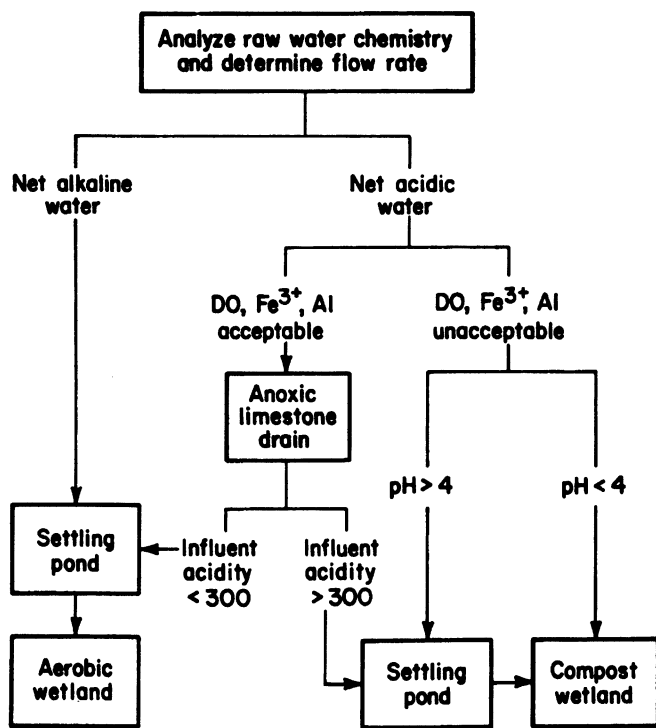 Analyze raw water chemistry
and determine flow rate
Net alkaline
water
Net acidic
water
DO, Fe³⁺, Al
acceptable
DO, Fe³⁺, Al
unacceptable
Anoxic
limestone
drain
pH > 4
pH < 4
Settling
pond
Influent
acidity
< 300
Influent
acidity
> 300
Aerobic
wetland
Settling
pond
Compost
wetland